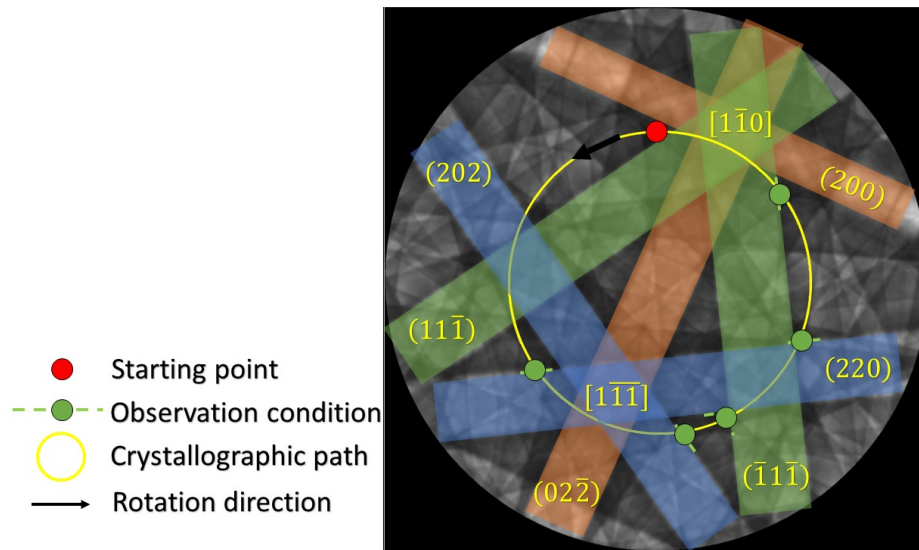 [11̅0]
(202)
(200)
(111̅)
(220)
[11̅1̅]
(022̅)
(1̅11̅)
Starting point
Observation condition
Crystallographic path
Rotation direction